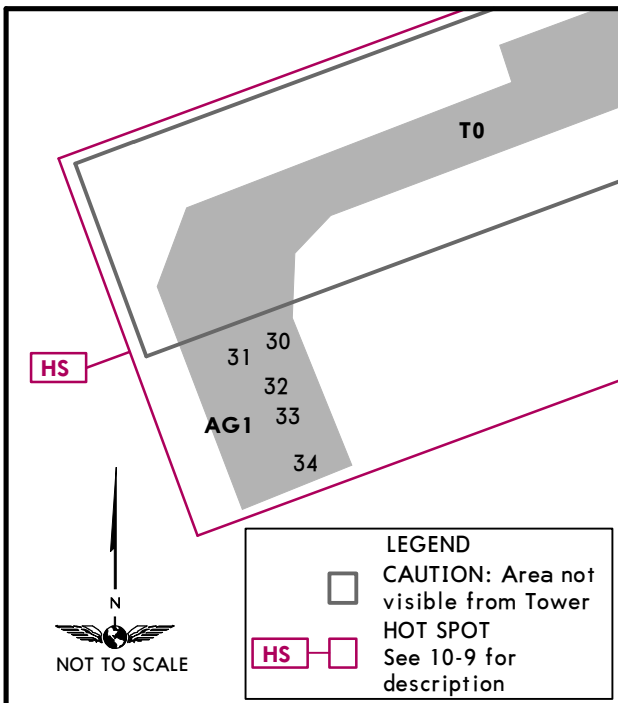 T0
30
31
HS
32
33
AG1
34
N
NOT TO SCALE
LEGEND
CAUTION: Area not
visible from Tower
HOT SPOT
HS
See 10-9 for
description